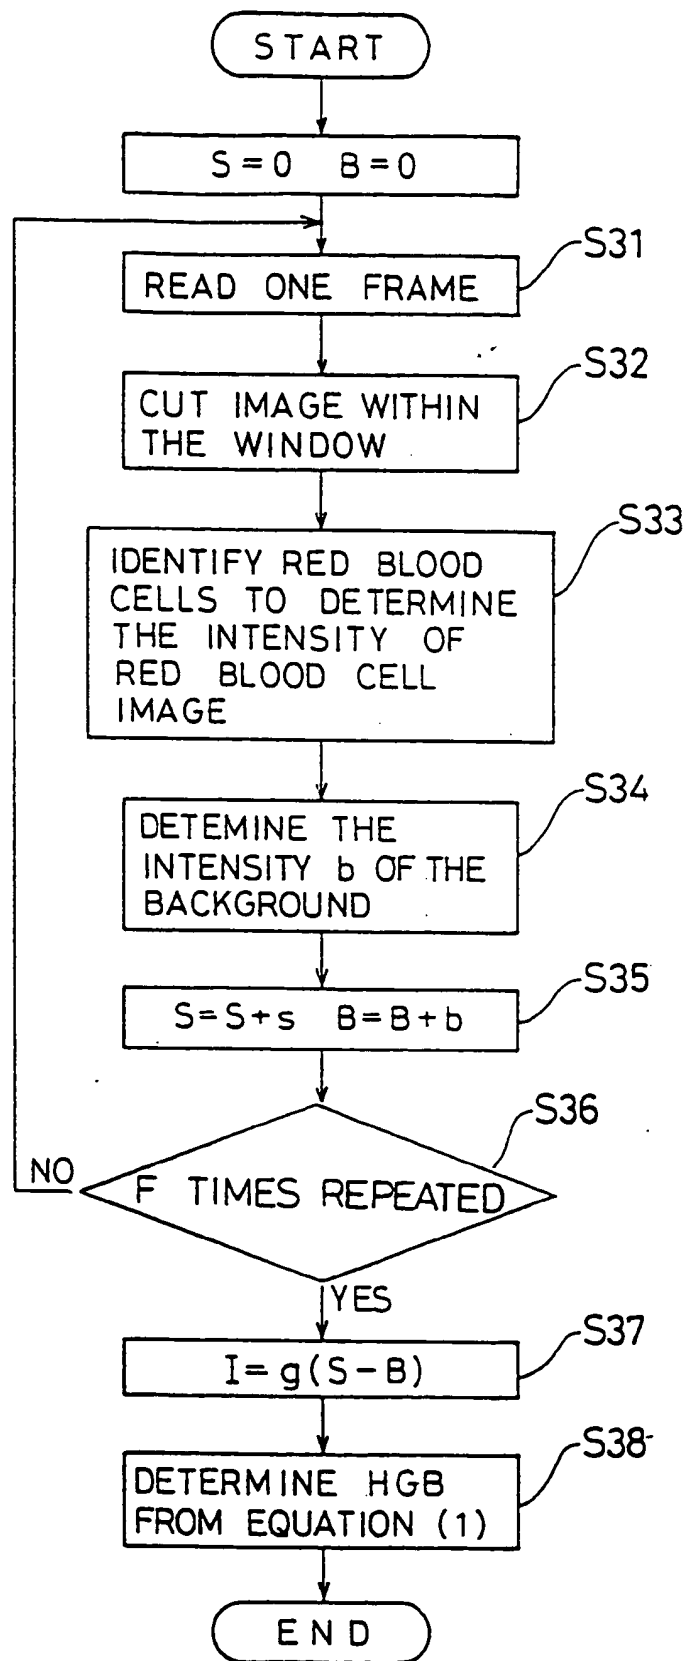 START
S=0 B=0
S31
READ ONE FRAME
S32
CUT IMAGE WITHIN
THE WINDOW
S33
IDENTIFY RED BLOOD
CELLS TO DETERMINE
THE INTENSITY OF
RED BLOOD CELL
IMAGE
S34
DETEMINE THE
INTENSITY b OF THE
BACKGROUND
S35
S=S+s B=B+b
S36
NO
F TIMES REPEATED
YES
S37
I=g(S-B)
S38
DETERMINE HGB
FROM EQUATION (1)
END